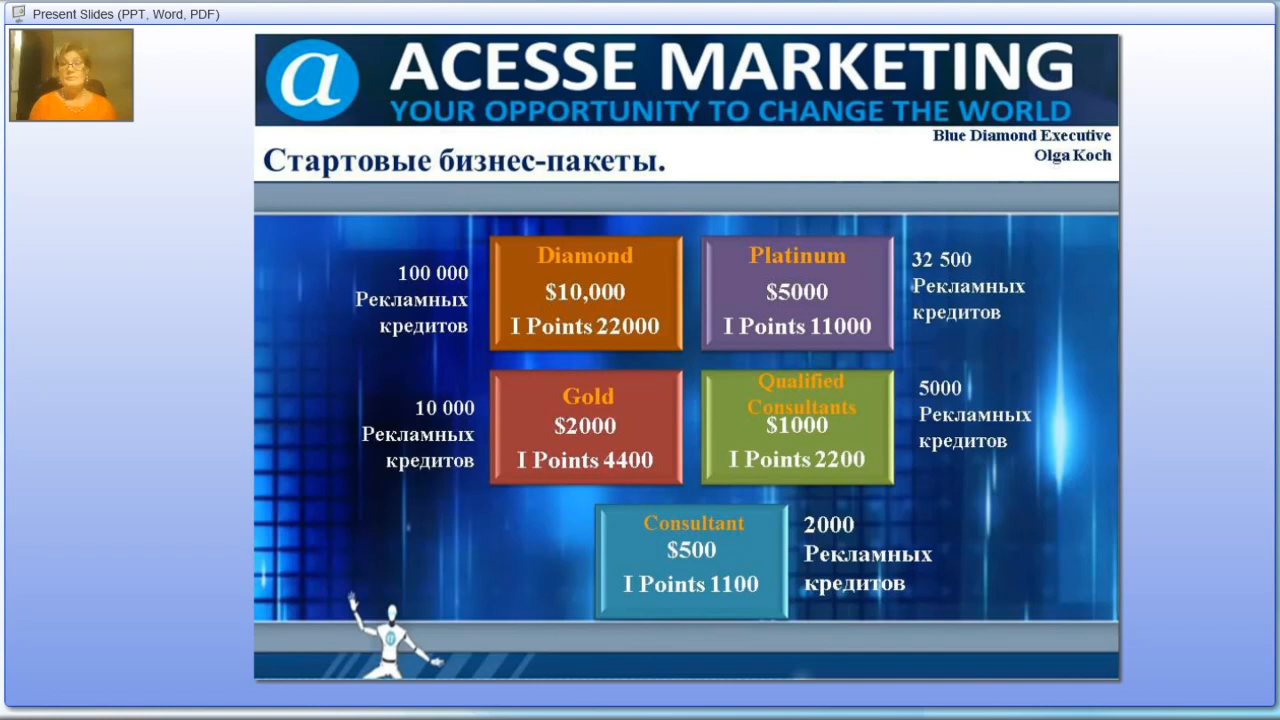 Present Slides (PPT, Word, PDF)
a ACESSE MARKETING
YOUR OPPORTUNITY TO CHANGE THE WORLD
Blue Diamond Executive
Olga Koch
Стартовые бизнес-пакеты.
100 000
Рекламных
кредитов
Diamond
$10,000
I Points 22000
Platinum
$5000
I Points 11000
32 500
Рекламных
кредитов
10 000
Рекламных
кредитов
Gold
$2000
I Points 4400
Qualified
Consultants
$1000
I Points 2200
5000
Рекламных
кредитов
Consultant
$500
I Points 1100
2000
Рекламных
кредитов